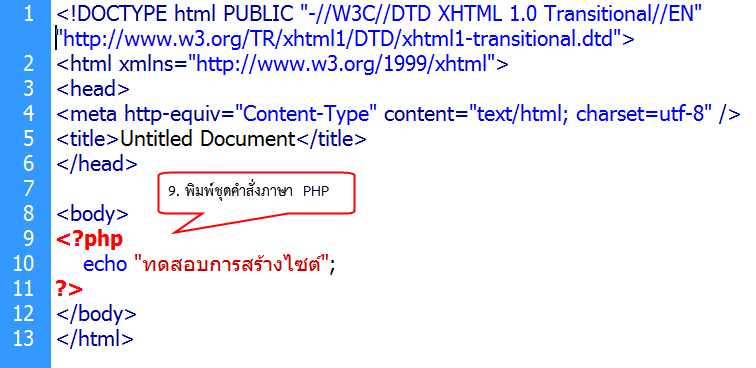 1 <!DOCTYPE html PUBLIC "-//W3C//DTD XHTML 1.0 Transitional//EN"
"http://www.w3.org/TR/xhtml1/DTD/xhtml1-transitional.dtd">
2 <html xmlns="http://www.w3.org/1999/xhtml">
3 <head>
4 <meta http-equiv="Content-Type" content="text/html; charset=utf-8" />
5 <title>Untitled Document</title>
6 </head>
7
9. พิมพ์ชุดคำสั่งภาษา PHP
8 <body>
9 <?php
10 echo "ทดสอบการสร้างไซต์";
11 ?>
12 </body>
13 </html>